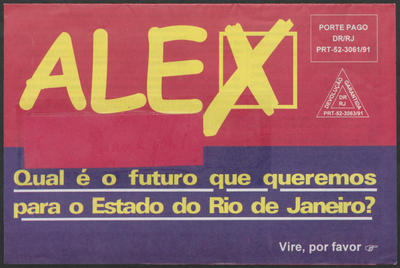 ALEX
PORTE PAGO
DR/RJ
PRT-52-3061/91
DEVOLUÇÃO GARANTIDA
DR
RJ
PRT-52-3063/91
Qual é o futuro que queremos
para o Estado do Rio de Janeiro?
Vire, por favor ☞